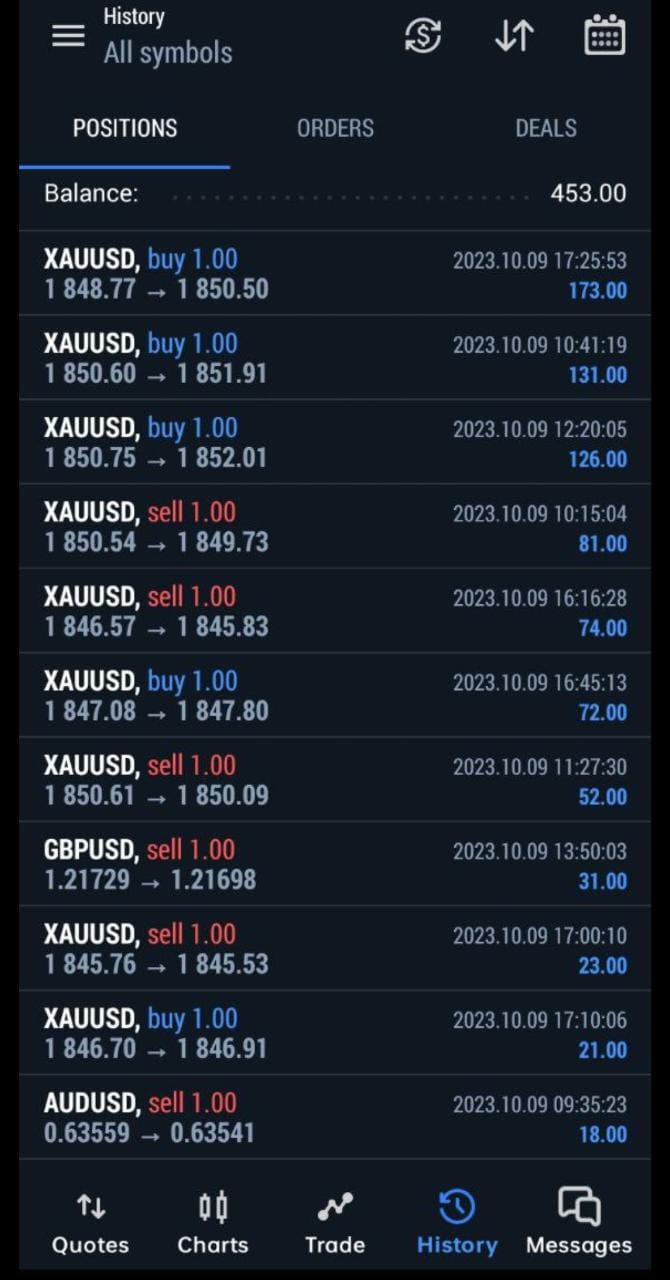 History
All symbols
POSITIONS ORDERS DEALS
Balance: 453.00
XAUUSD, buy 1.00 2023.10.09 17:25:53
1 848.77 → 1 850.50 173.00
XAUUSD, buy 1.00 2023.10.09 10:41:19
1 850.60 → 1 851.91 131.00
XAUUSD, buy 1.00 2023.10.09 12:20:05
1 850.75 → 1 852.01 126.00
XAUUSD, sell 1.00 2023.10.09 10:15:04
1 850.54 → 1 849.73 81.00
XAUUSD, sell 1.00 2023.10.09 16:16:28
1 846.57 → 1 845.83 74.00
XAUUSD, buy 1.00 2023.10.09 16:45:13
1 847.08 → 1 847.80 72.00
XAUUSD, sell 1.00 2023.10.09 11:27:30
1 850.61 → 1 850.09 52.00
GBPUSD, sell 1.00 2023.10.09 13:50:03
1.21729 → 1.21698 31.00
XAUUSD, sell 1.00 2023.10.09 17:00:10
1 845.76 → 1 845.53 23.00
XAUUSD, buy 1.00 2023.10.09 17:10:06
1 846.70 → 1 846.91 21.00
AUDUSD, sell 1.00 2023.10.09 09:35:23
0.63559 → 0.63541 18.00
Quotes Charts Trade History Messages